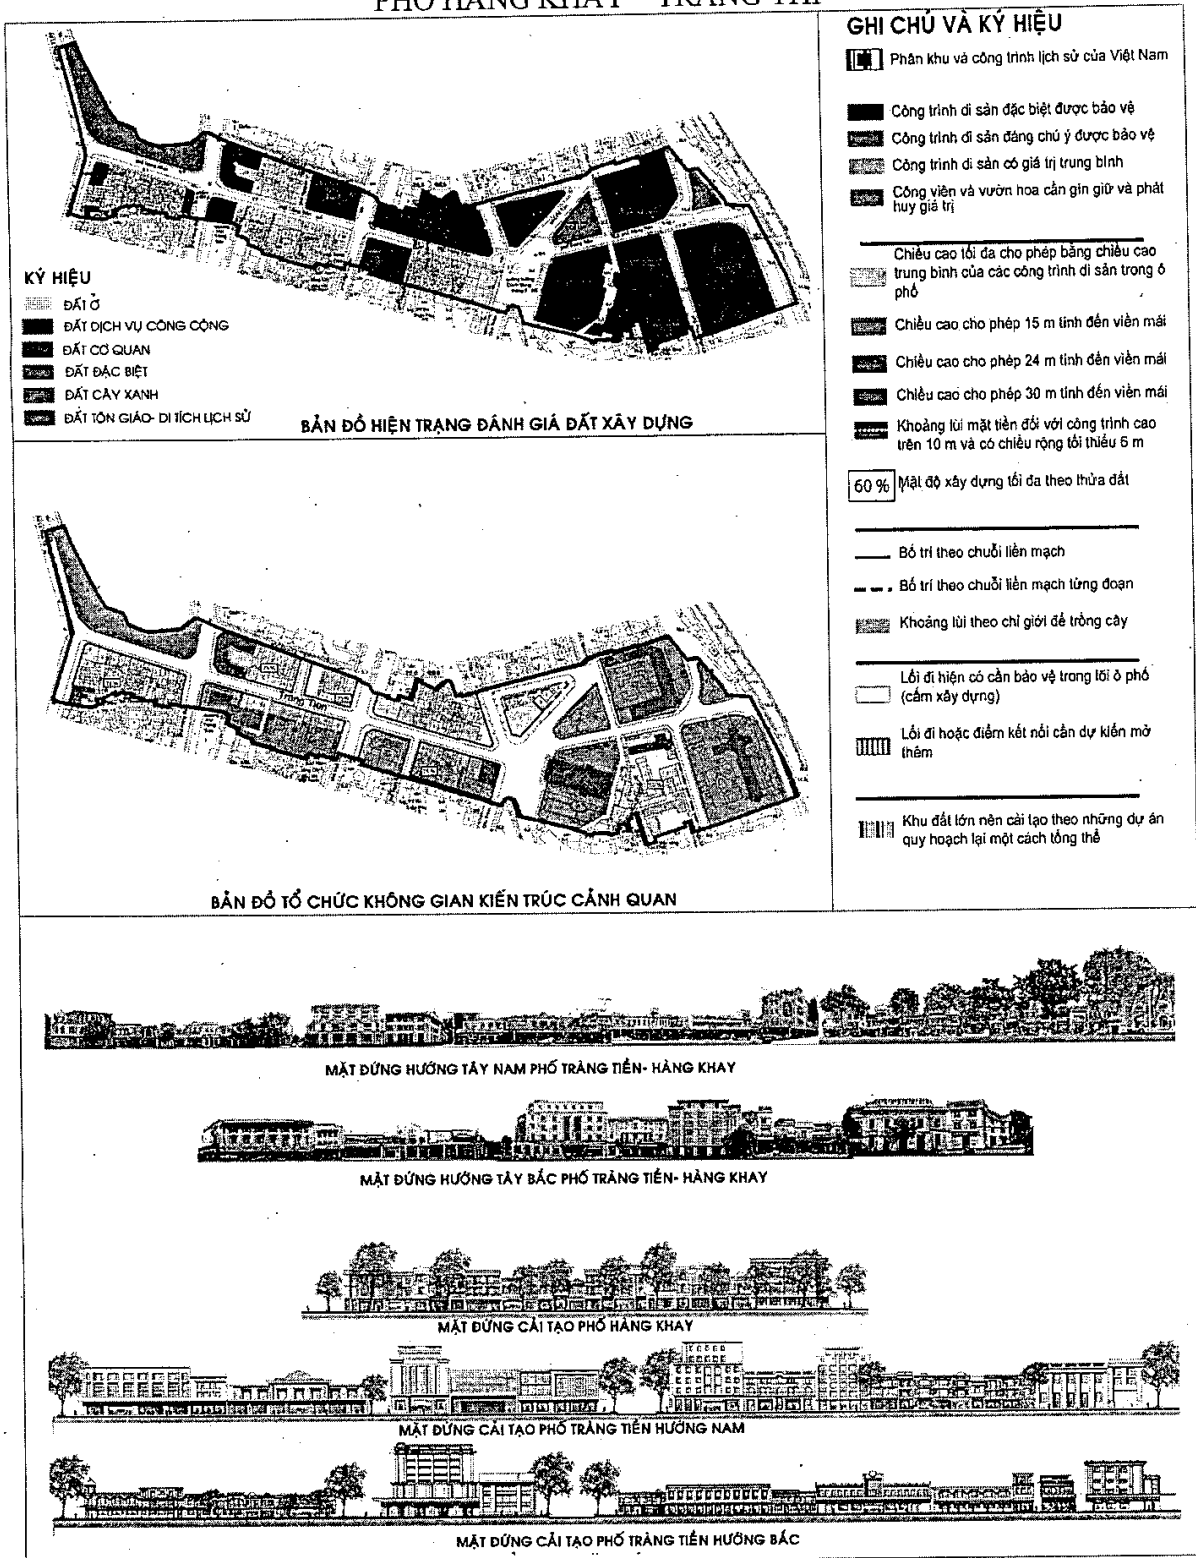 PHỐ HÀNG KHAY - TRÀNG THI
GHI CHÚ VÀ KÝ HIỆU
Phân khu và công trình lịch sử của Việt Nam
Công trình di sản đặc biệt được bảo vệ
Công trình di sản đáng chú ý được bảo vệ
Công trình di sản có giá trị trung bình
Công viên và vườn hoa cần gìn giữ và phát
huy giá trị
Chiều cao tối đa cho phép bằng chiều cao
trung bình của các công trình di sản trong ô
phố
Chiều cao cho phép 15 m tính đến viền mái
Chiều cao cho phép 24 m tính đến viền mái
Chiều cao cho phép 30 m tính đến viền mái
Khoảng lùi mặt tiền đối với công trình cao
trên 10 m và có chiều rộng tối thiểu 6 m
60 % Mật độ xây dựng tối đa theo thửa đất
Bố trí theo chuỗi liền mạch
Bố trí theo chuỗi liền mạch từng đoạn
Khoảng lùi theo chỉ giới để trồng cây
Lối đi hiện có cần bảo vệ trong lõi ô phố
(cấm xây dựng)
Lối đi hoặc điểm kết nối cần dự kiến mở
thêm
Khu đất lớn nên cải tạo theo những dự án
quy hoạch lại một cách tổng thể
KÝ HIỆU
ĐẤT Ở
ĐẤT DỊCH VỤ CÔNG CỘNG
ĐẤT CƠ QUAN
ĐẤT ĐẶC BIỆT
ĐẤT CÂY XANH
ĐẤT TÔN GIÁO- DI TÍCH LỊCH SỬ
BẢN ĐỒ HIỆN TRẠNG ĐÁNH GIÁ ĐẤT XÂY DỰNG
Trang Tien
BẢN ĐỒ TỔ CHỨC KHÔNG GIAN KIẾN TRÚC CẢNH QUAN
MẶT ĐỨNG HƯỚNG TÂY NAM PHỐ TRÀNG TIỀN- HÀNG KHAY
MẶT ĐỨNG HƯỚNG TÂY BẮC PHỐ TRÀNG TIỀN- HÀNG KHAY
MẶT ĐỨNG CẢI TẠO PHỐ HÀNG KHAY
MẶT ĐỨNG CẢI TẠO PHỐ TRÀNG TIỀN HƯỚNG NAM
MẶT ĐỨNG CẢI TẠO PHỐ TRÀNG TIỀN HƯỚNG BẮC